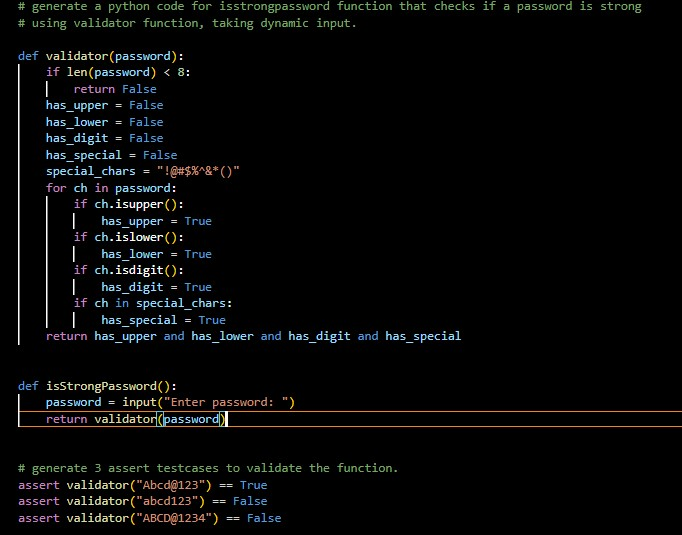 # generate a python code for isstrongpassword function that checks if a password is strong
# using validator function, taking dynamic input.
def validator(password):
    if len(password) < 8:
        return False
    has_upper = False
    has_lower = False
    has_digit = False
    has_special = False
    special_chars = "!@#$%^&*()"
    for ch in password:
        if ch.isupper():
            has_upper = True
        if ch.islower():
            has_lower = True
        if ch.isdigit():
            has_digit = True
        if ch in special_chars:
            has_special = True
    return has_upper and has_lower and has_digit and has_special
def isStrongPassword():
    password = input("Enter password: ")
    return validator(password)
# generate 3 assert testcases to validate the function.
assert validator("Abcd@123") == True
assert validator("abcd123") == False
assert validator("ABCD@1234") == False